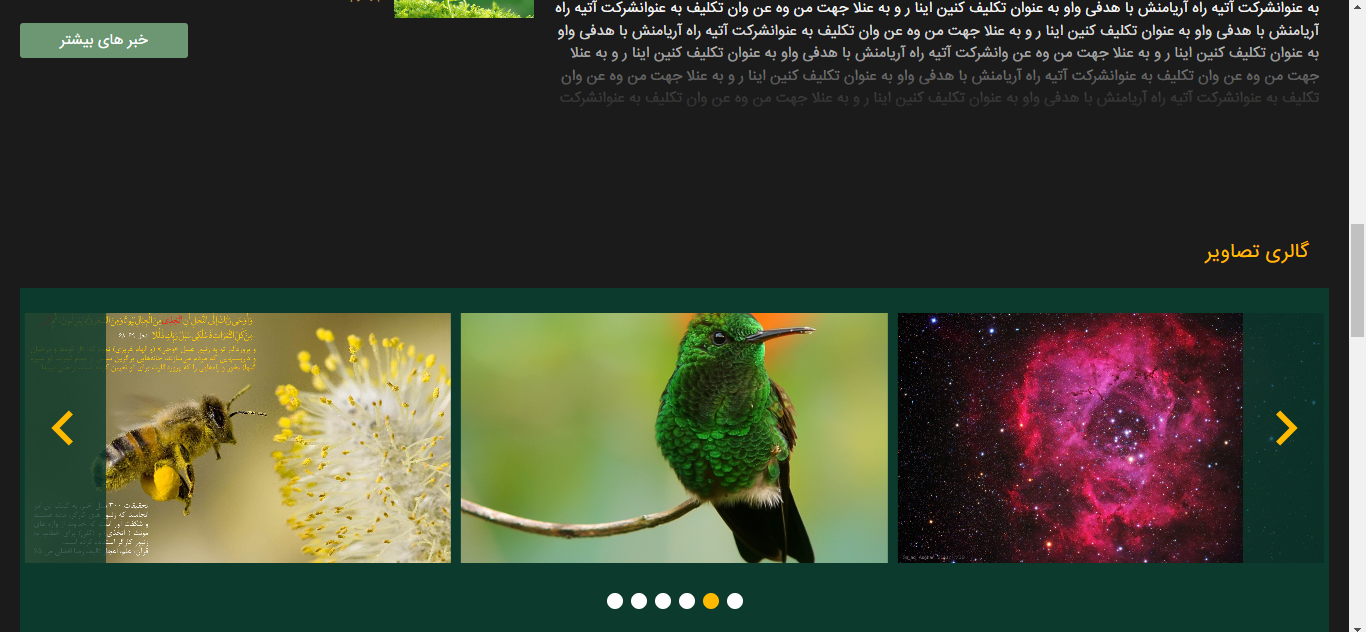 به عنوانشرکت آتیه راه آریامنش با هدفی واو به عنوان تکلیف کنین اینا ر و به عنلا جهت من وه عن وان تکلیف به عنوانشرکت آتیه راه
آریامنش با هدفی واو به عنوان تکلیف کنین اینا ر و به عنلا جهت من وه عن وان تکلیف به عنوانشرکت آتیه راه آریامنش با هدفی واو
به عنوان تکلیف کنین اینا ر و به عنلا جهت من وه عن وانشرکت آتیه راه آریامنش با هدفی واو به عنوان تکلیف کنین اینا ر و به عنلا
جهت من وه عن وان تکلیف به عنوانشرکت آتیه راه آریامنش با هدفی واو به عنوان تکلیف کنین اینا ر و به عنلا جهت من وه عن وان
تکلیف به عنوانشرکت آتیه راه آریامنش با هدفی واو به عنوان تکلیف کنین اینا ر و به عنلا جهت من وه عن وان تکلیف به عنوانشرکت
خبر های بیشتر
گالری تصاویر